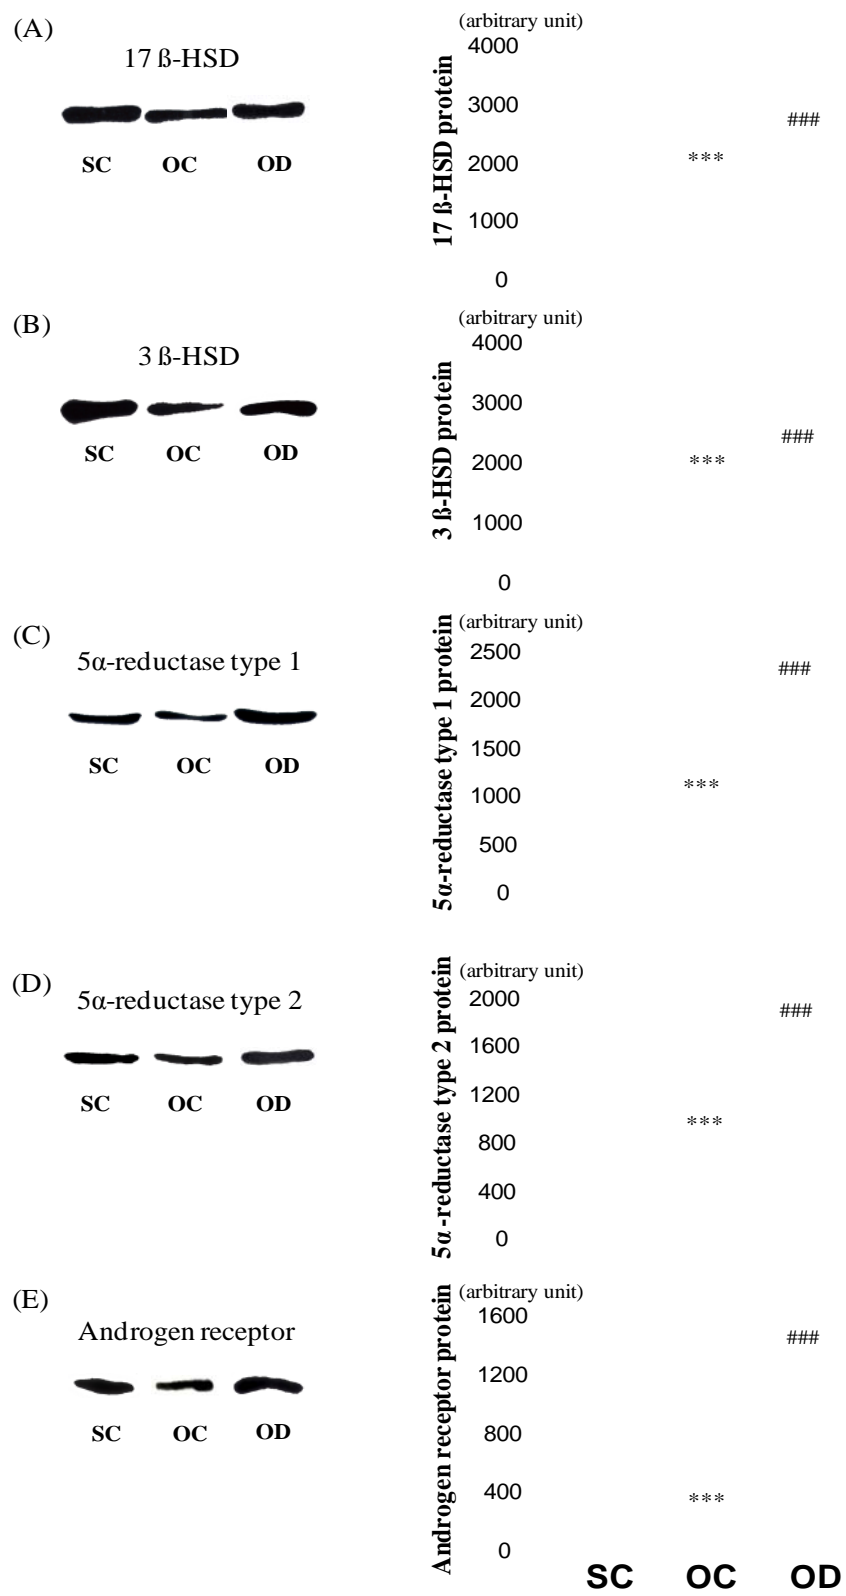 (A)
17 ß-HSD
SC OC OD
(arbitrary unit)
17 ß-HSD protein
4000
3000
2000
1000
0
***
###
(B)
3 ß-HSD
SC OC OD
(arbitrary unit)
3 ß-HSD protein
4000
3000
2000
1000
0
***
###
(C)
5α-reductase type 1
SC OC OD
(arbitrary unit)
5α-reductase type 1 protein
2500
2000
1500
1000
500
0
***
###
(D)
5α-reductase type 2
SC OC OD
(arbitrary unit)
5α-reductase type 2 protein
2000
1600
1200
800
400
0
***
###
(E)
Androgen receptor
SC OC OD
(arbitrary unit)
Androgen receptor protein
1600
1200
800
400
0
***
###
SC OC OD